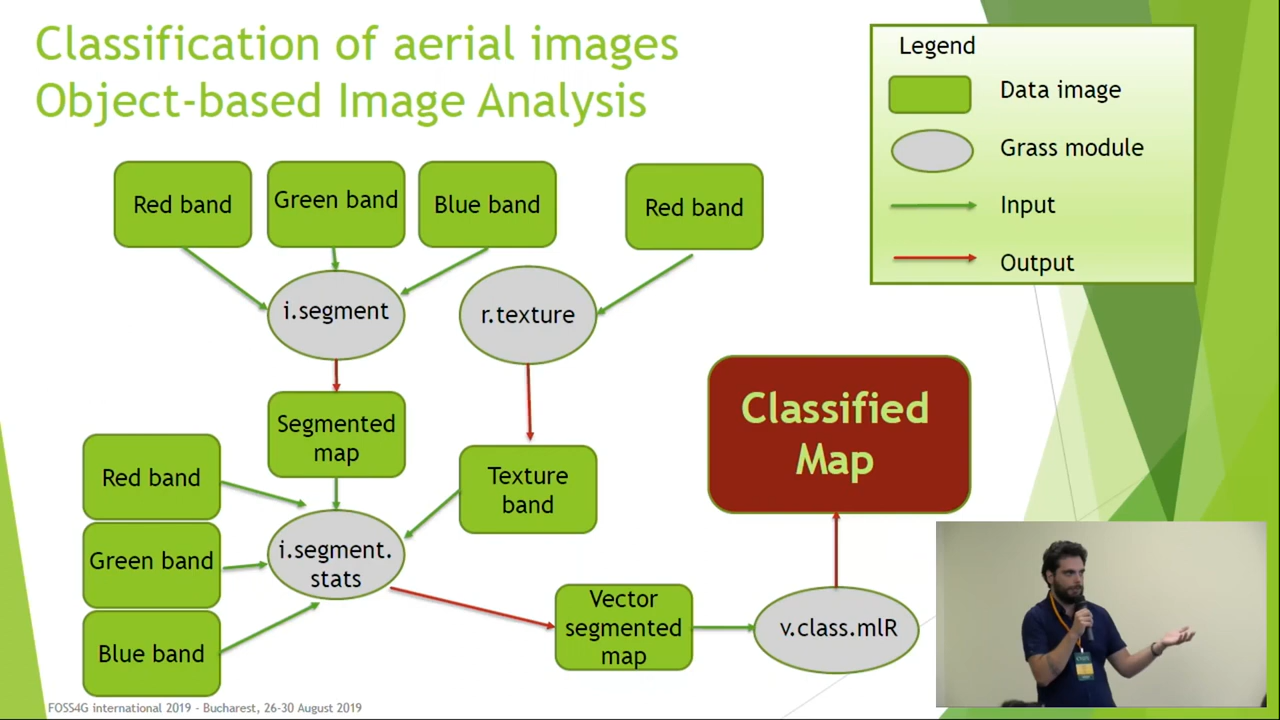 Classification of aerial images
Object-based Image Analysis
Legend
Data image
Grass module
Input
Output
Red band
Green band
Blue band
Red band
i.segment
r.texture
Segmented
map
Texture
band
Classified
Map
Red band
Green band
Blue band
i.segment.
stats
Vector
segmented
map
v.class.mlR
FOSS4G international 2019 - Bucharest, 26-30 August 2019